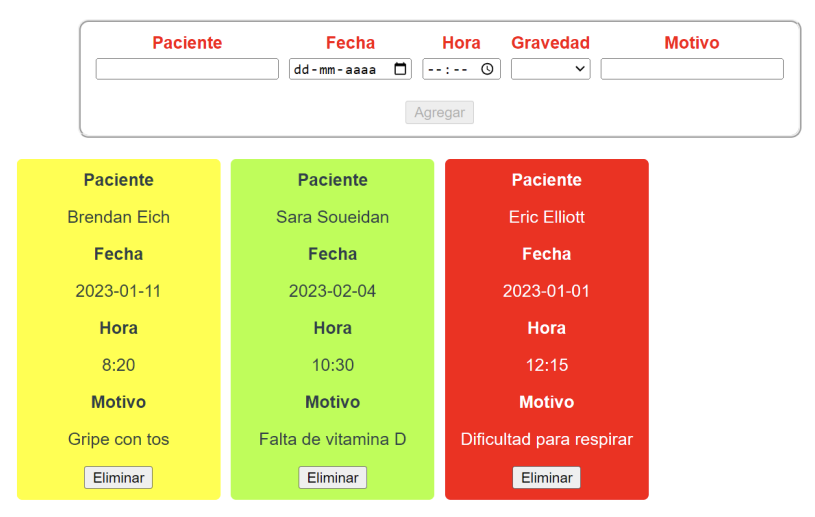 Paciente Fecha Hora Gravedad Motivo
dd-mm-aaaa --:--
Agregar
Paciente
Brendan Eich
Fecha
2023-01-11
Hora
8:20
Motivo
Gripe con tos
Eliminar
Paciente
Sara Soueidan
Fecha
2023-02-04
Hora
10:30
Motivo
Falta de vitamina D
Eliminar
Paciente
Eric Elliott
Fecha
2023-01-01
Hora
12:15
Motivo
Dificultad para respirar
Eliminar